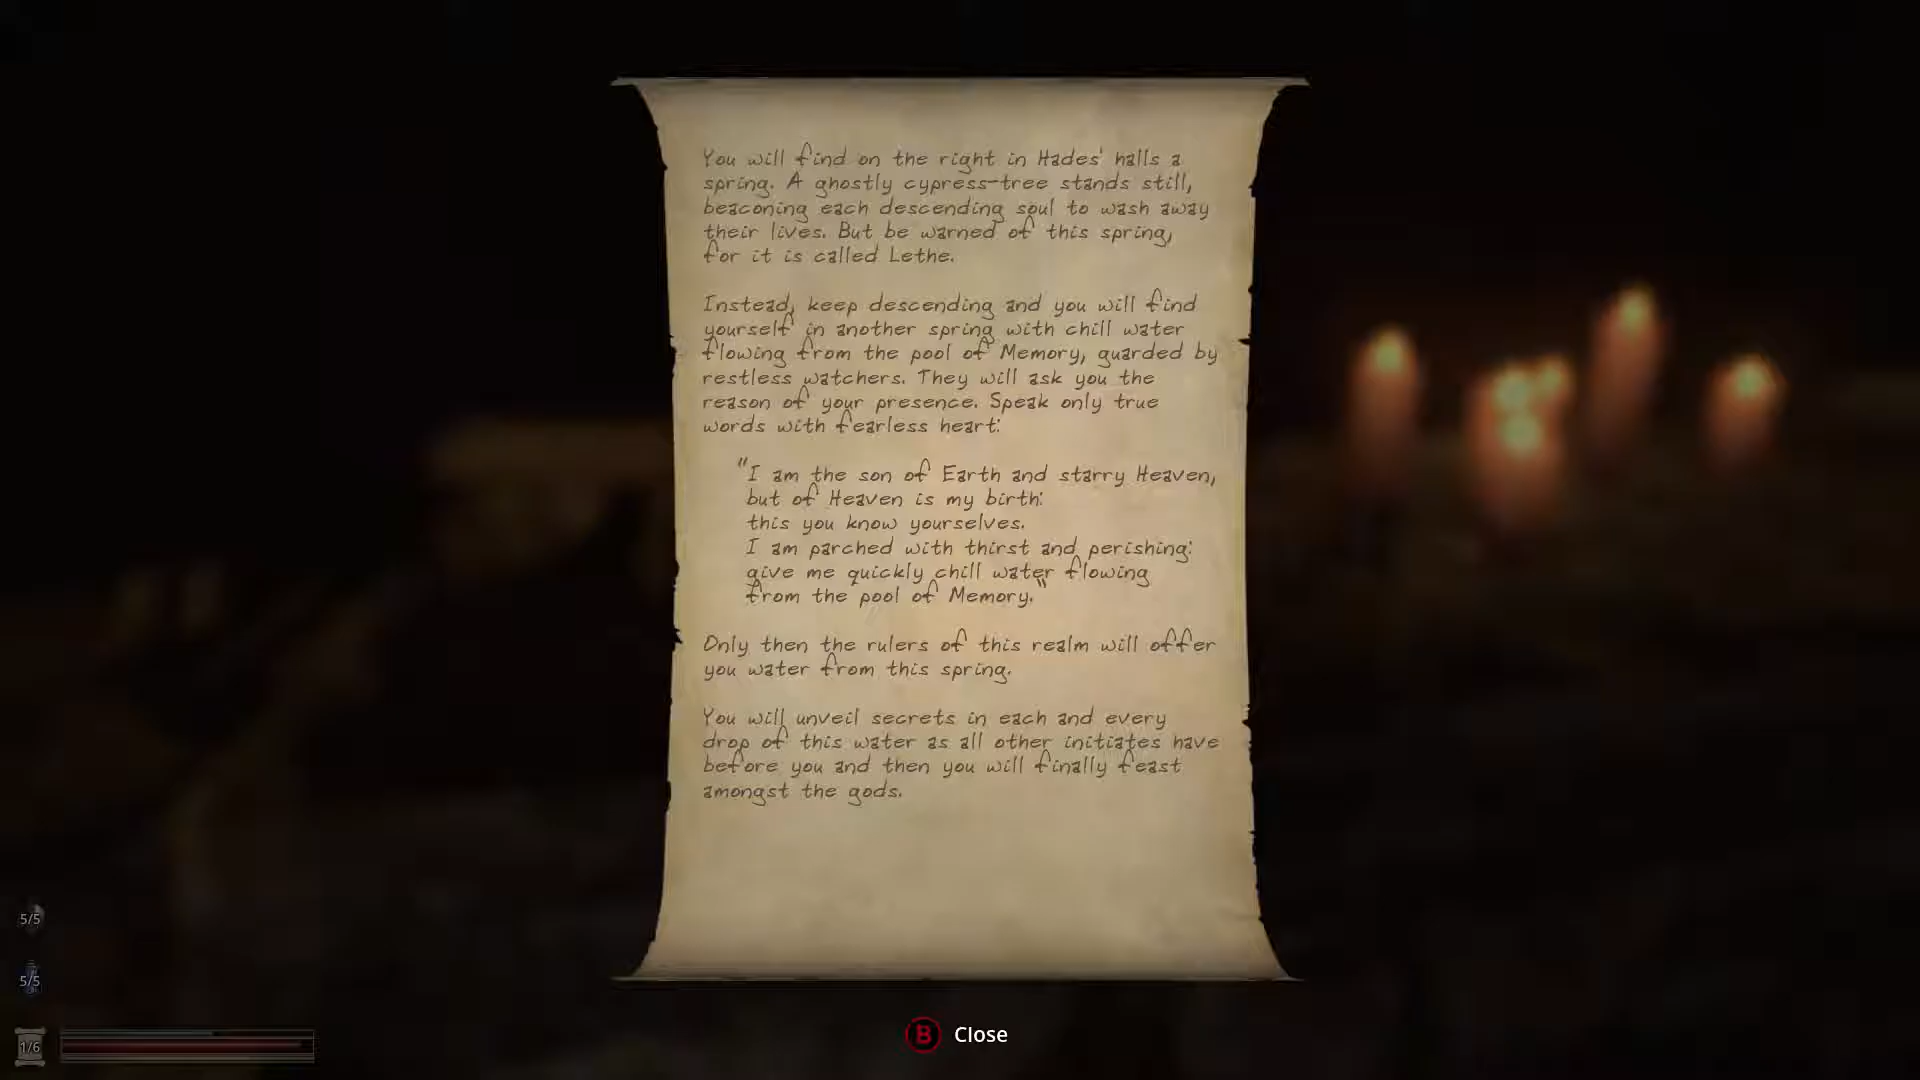 You will find on the right in Hades' halls a
spring. A ghostly cypress-tree stands still,
beaconing each descending soul to wash away
their lives. But be warned of this spring,
for it is called Lethe.
Instead, keep descending and you will find
yourself in another spring with chill water
flowing from the pool of Memory, guarded by
restless watchers. They will ask you the
reason of your presence. Speak only true
words with fearless heart:
"I am the son of Earth and starry Heaven,
but of Heaven is my birth:
this you know yourselves.
I am parched with thirst and perishing:
give me quickly chill water flowing
from the pool of Memory."
Only then the rulers of this realm will offer
you water from this spring.
You will unveil secrets in each and every
drop of this water as all other initiates have
before you and then you will finally feast
amongst the gods.
5/5
5/5
1/6
B Close